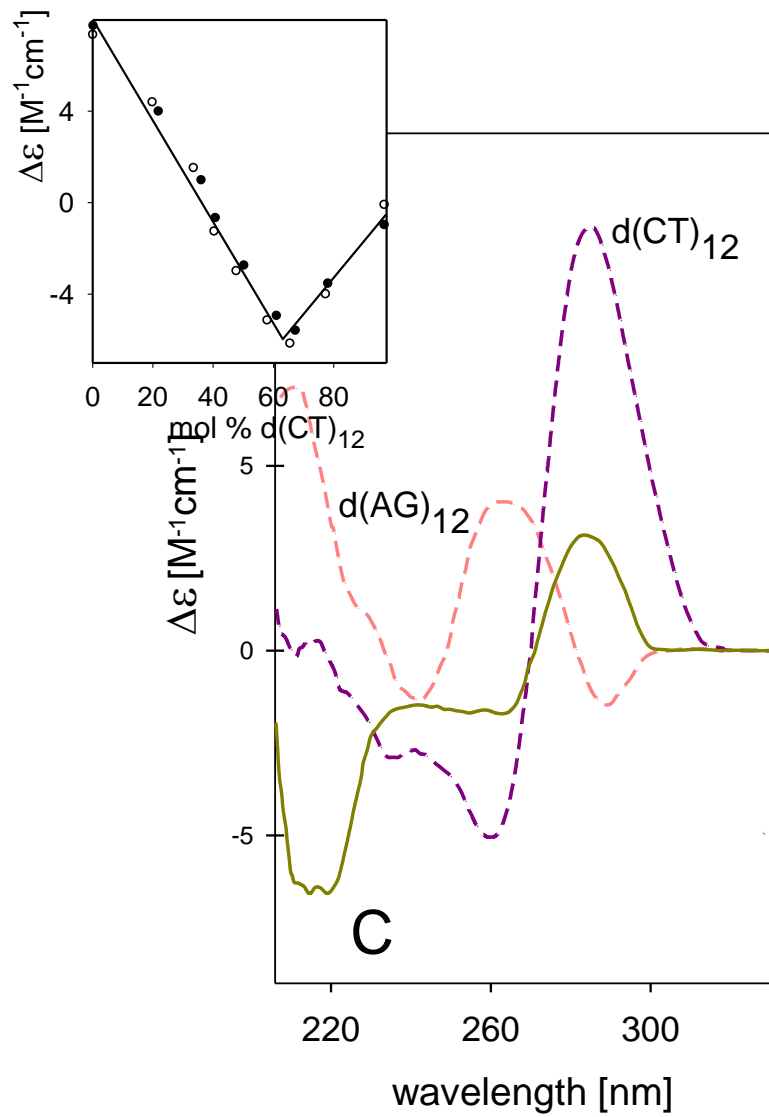 Δε [M⁻¹cm⁻¹]
4
0
-4
0 20 40 60 80
mol % d(CT)₁₂
d(CT)₁₂
d(AG)₁₂
Δε [M⁻¹cm⁻¹]
5
0
-5
C
220 260 300
wavelength [nm]